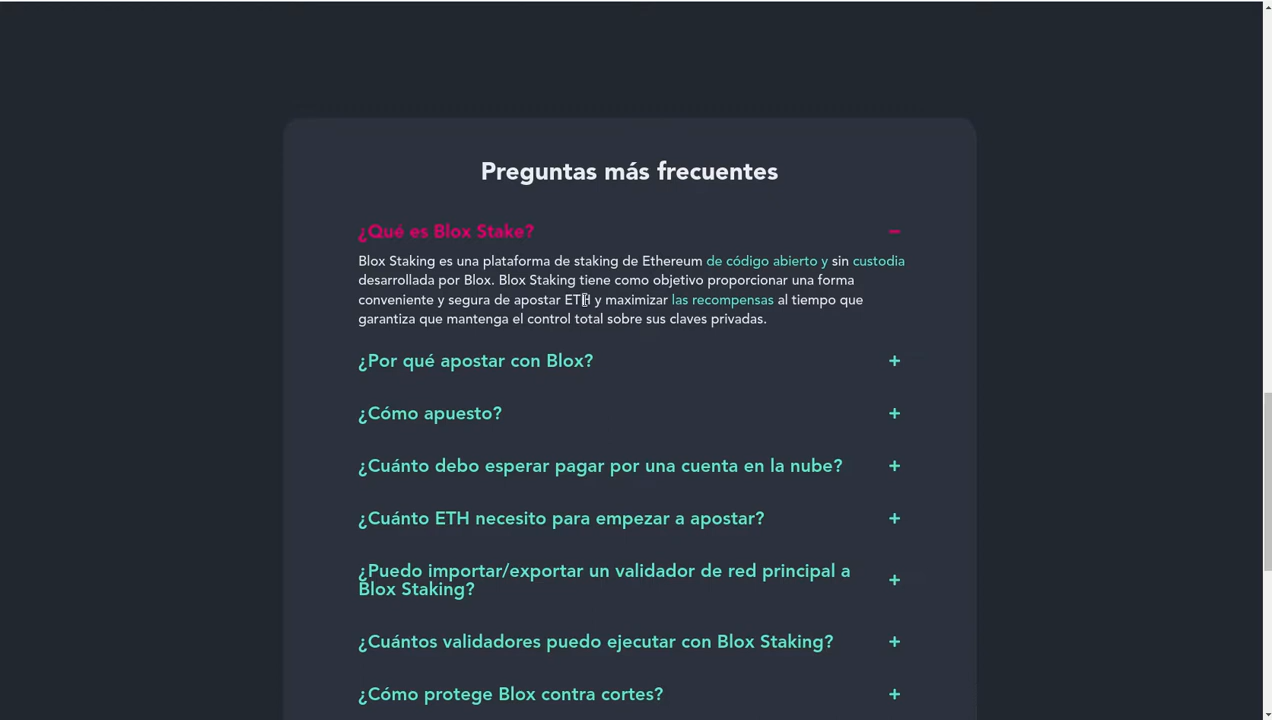 Preguntas más frecuentes
¿Qué es Blox Stake?
Blox Staking es una plataforma de staking de Ethereum de código abierto y sin custodia
desarrollada por Blox. Blox Staking tiene como objetivo proporcionar una forma
conveniente y segura de apostar ETH y maximizar las recompensas al tiempo que
garantiza que mantenga el control total sobre sus claves privadas.
¿Por qué apostar con Blox?
¿Cómo apuesto?
¿Cuánto debo esperar pagar por una cuenta en la nube?
¿Cuánto ETH necesito para empezar a apostar?
¿Puedo importar/exportar un validador de red principal a
Blox Staking?
¿Cuántos validadores puedo ejecutar con Blox Staking?
¿Cómo protege Blox contra cortes?